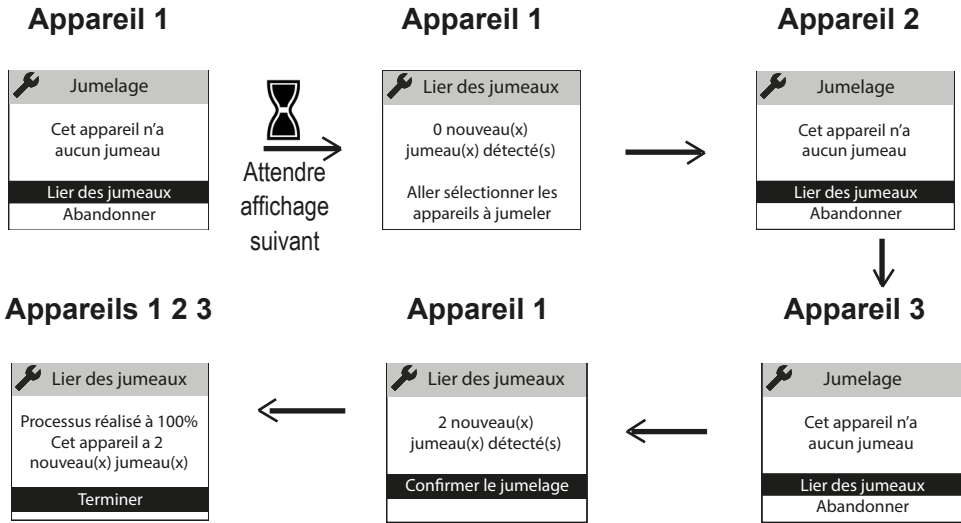 Appareil 1
Jumelage
Cet appareil n'a
aucun jumeau
Lier des jumeaux
Abandonner
Attendre
affichage
suivant
Appareil 1
Lier des jumeaux
0 nouveau(x)
jumeau(x) détecté(s)
Aller sélectionner les
appareils à jumeler
Appareil 2
Jumelage
Cet appareil n'a
aucun jumeau
Lier des jumeaux
Abandonner
Appareil 3
Jumelage
Cet appareil n'a
aucun jumeau
Lier des jumeaux
Abandonner
Appareil 1
Lier des jumeaux
2 nouveau(x)
jumeau(x) détecté(s)
Confirmer le jumelage
Appareils 1 2 3
Lier des jumeaux
Processus réalisé à 100%
Cet appareil a 2
nouveau(x) jumeau(x)
Terminer